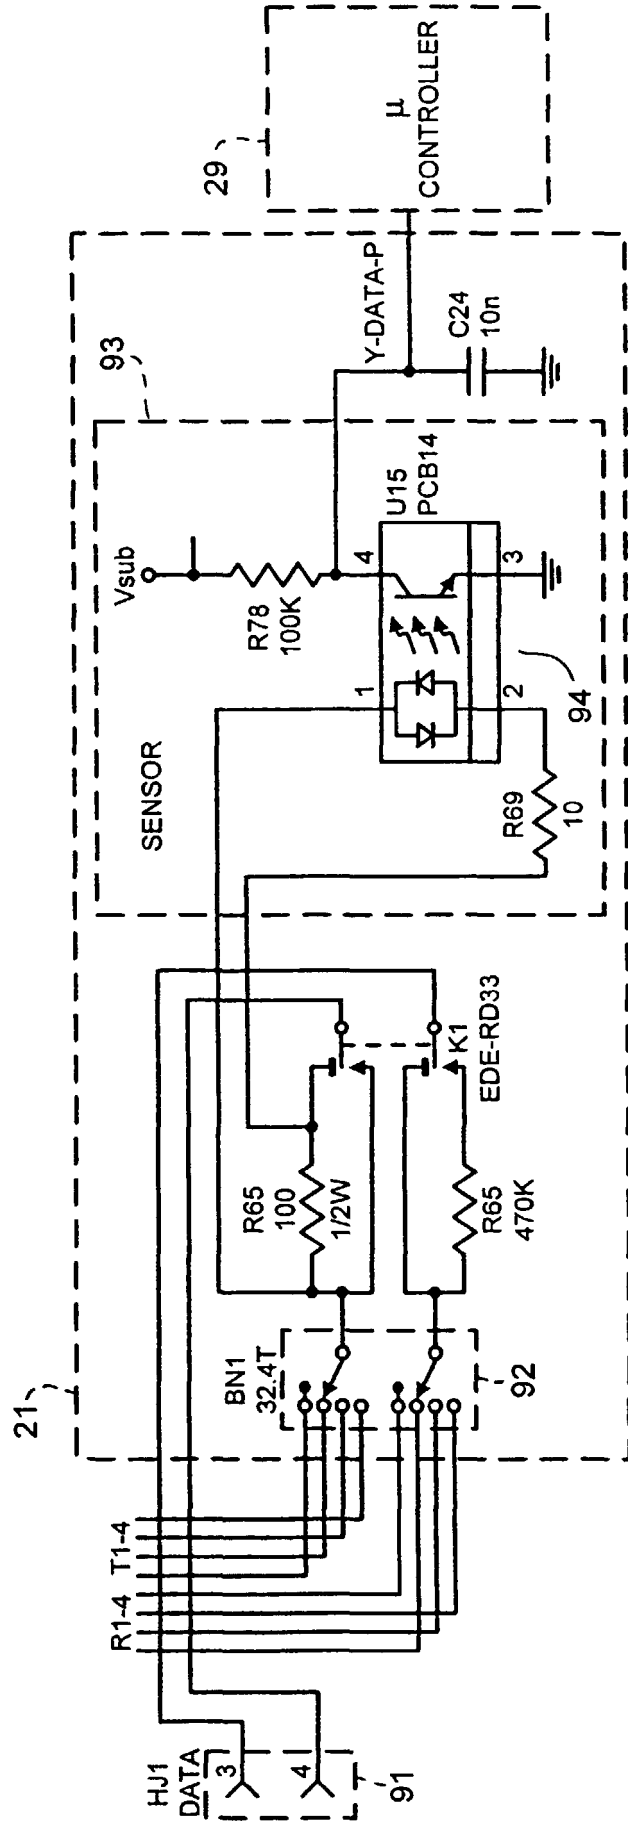 HJ1
DATA
3
4
91
R1-4
T1-4
21
BN1
32.4T
92
R65
100
1/2W
R65
470K
K1
EDE-RD33
SENSOR
93
Vsub
R78
100K
R69
10
1
4
2
3
U15
PCB14
94
Y-DATA-P
C24
10n
29
µ
CONTROLLER